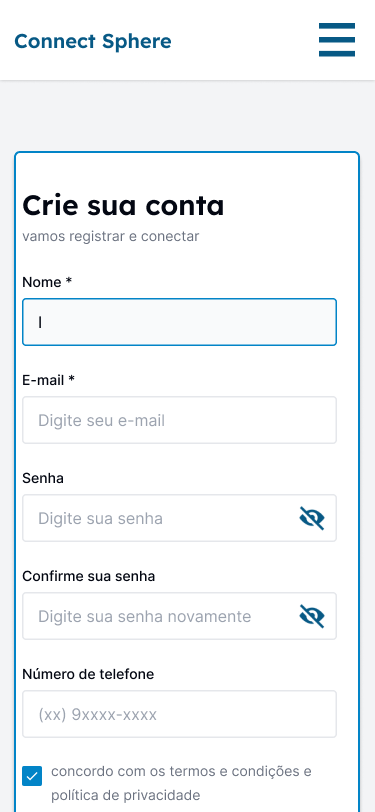 Connect Sphere
Crie sua conta
vamos registrar e conectar
Nome *
I
E-mail *
Digite seu e-mail
Senha
Digite sua senha
Confirme sua senha
Digite sua senha novamente
Número de telefone
(xx) 9xxxx-xxxx
concordo com os termos e condições e
política de privacidade